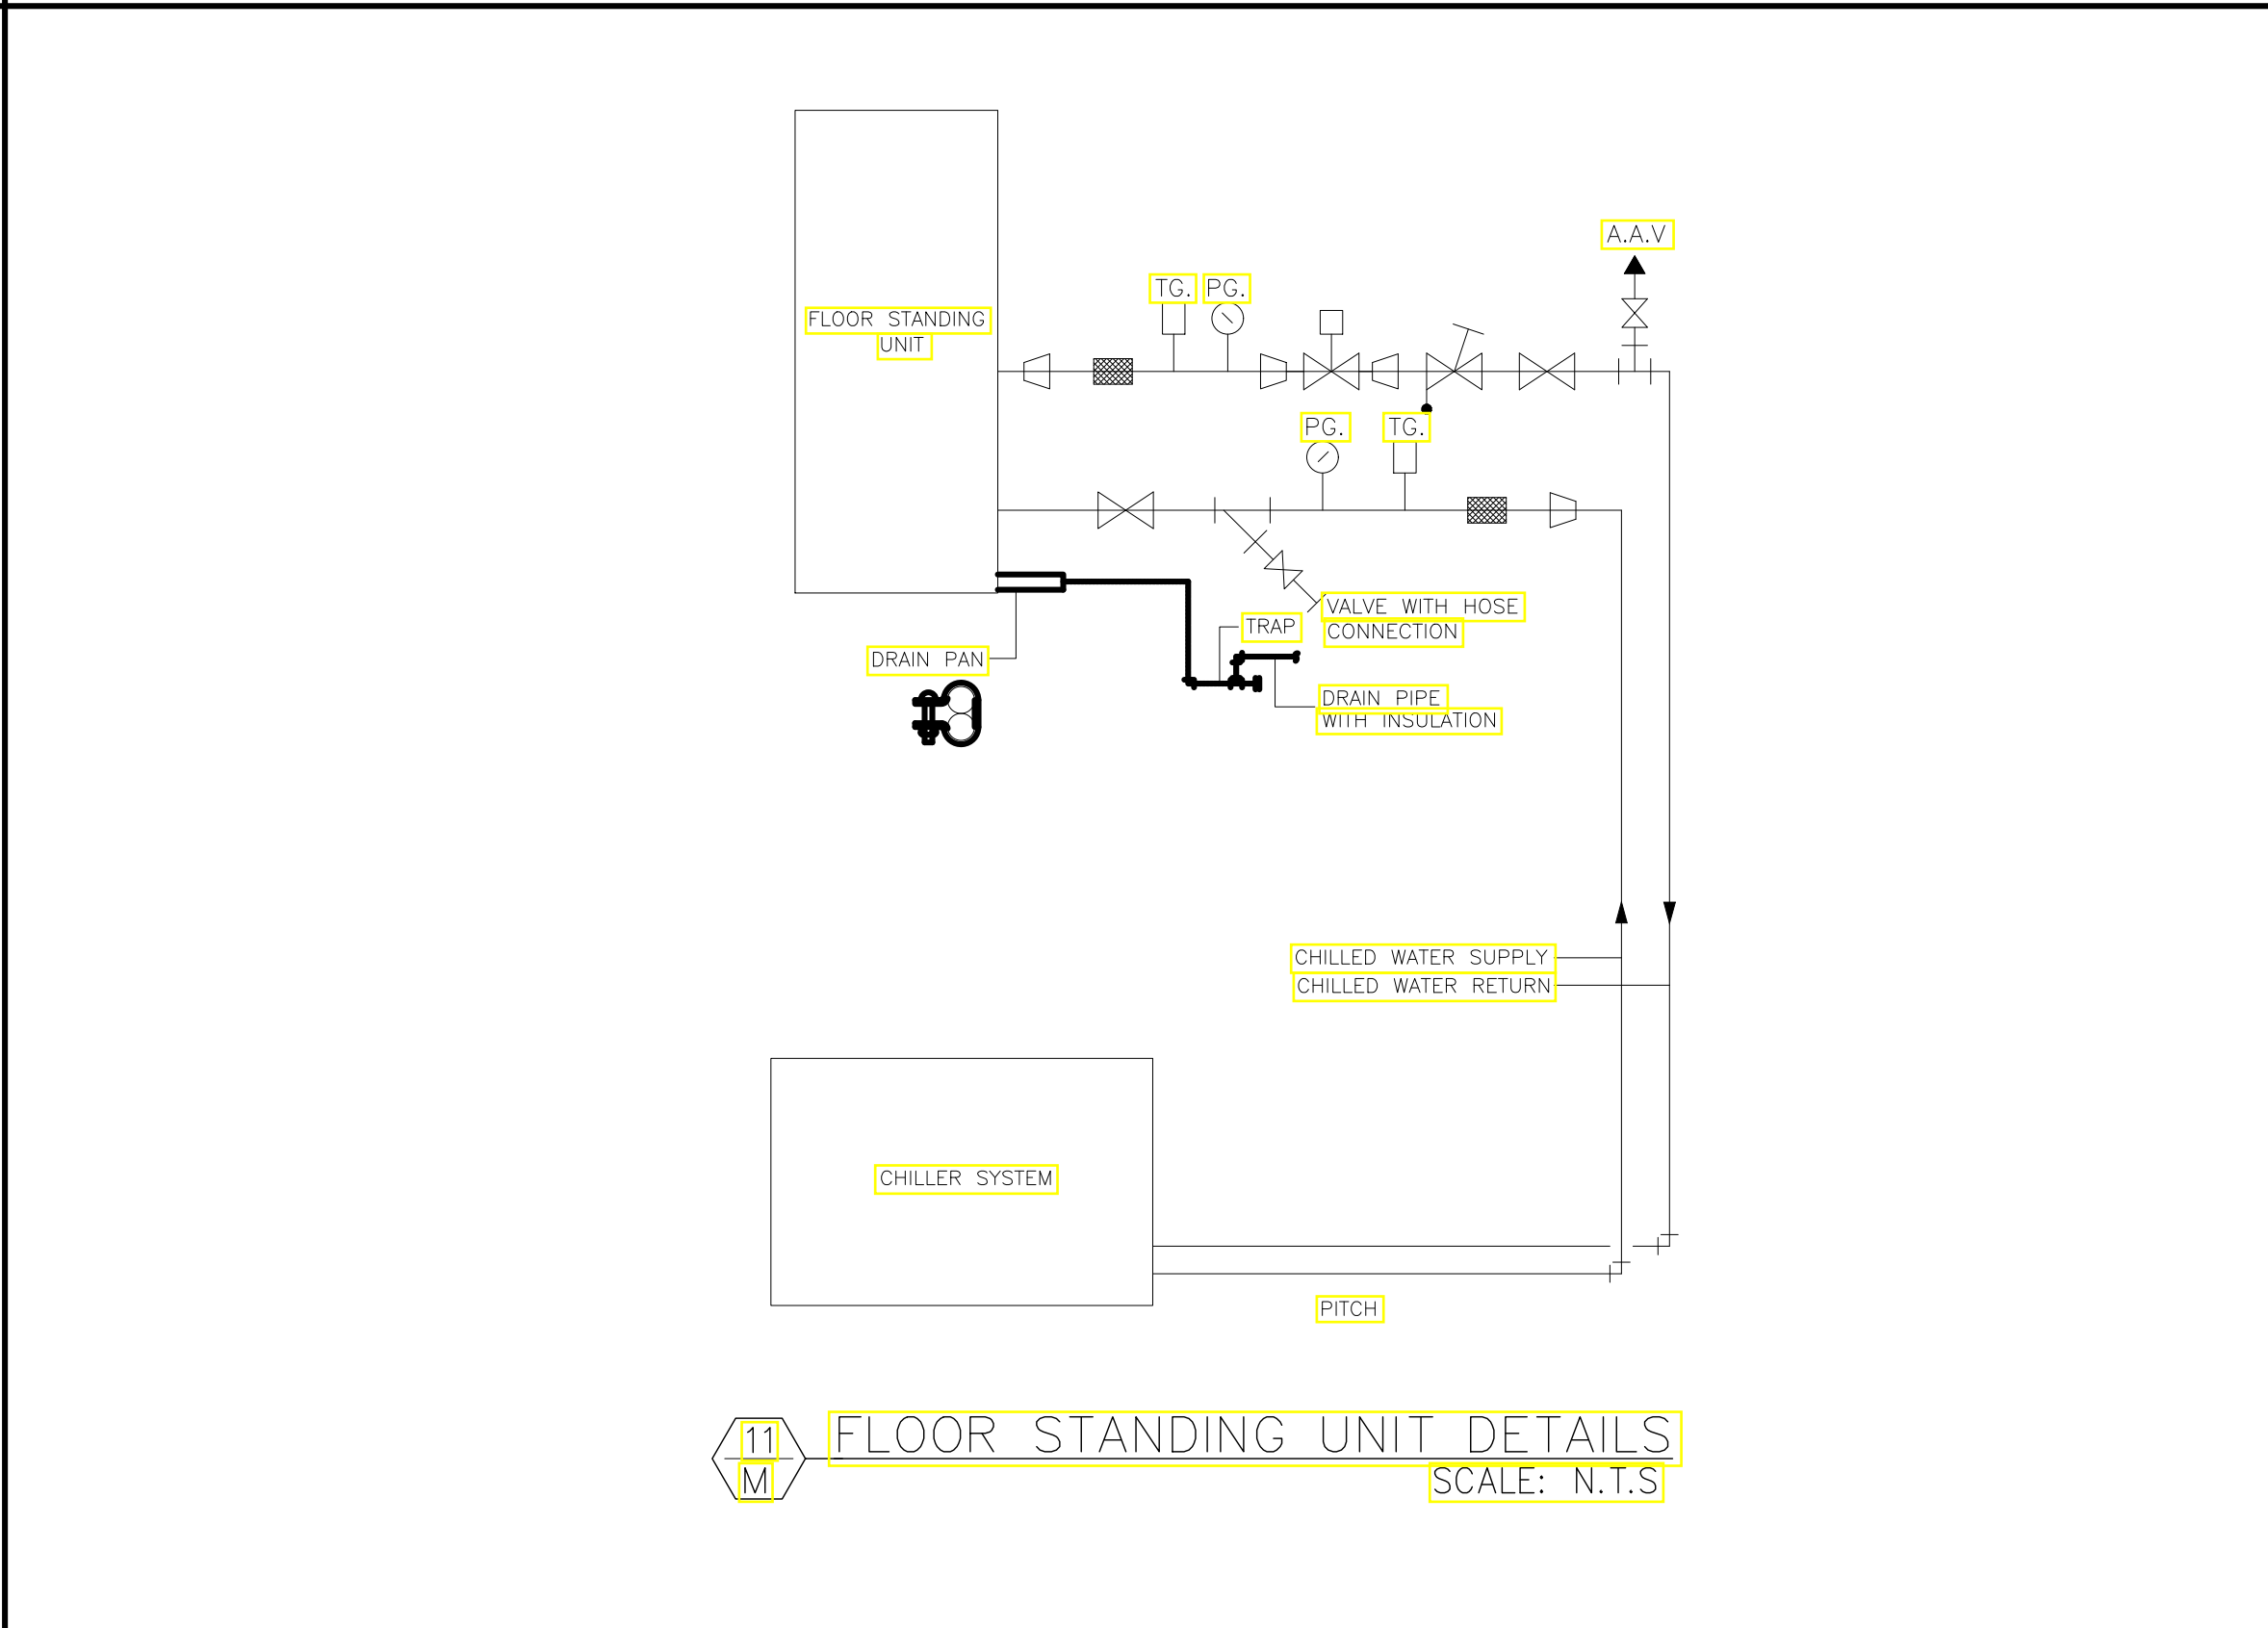 A.A.V
TG. PG.
FLOOR STANDING
UNIT
PG. TG.
VALVE WITH HOSE
CONNECTION
TRAP
DRAIN PAN
DRAIN PIPE
WITH INSULATION
CHILLED WATER SUPPLY
CHILLED WATER RETURN
CHILLER SYSTEM
PITCH
11
M
FLOOR STANDING UNIT DETAILS
SCALE: N.T.S